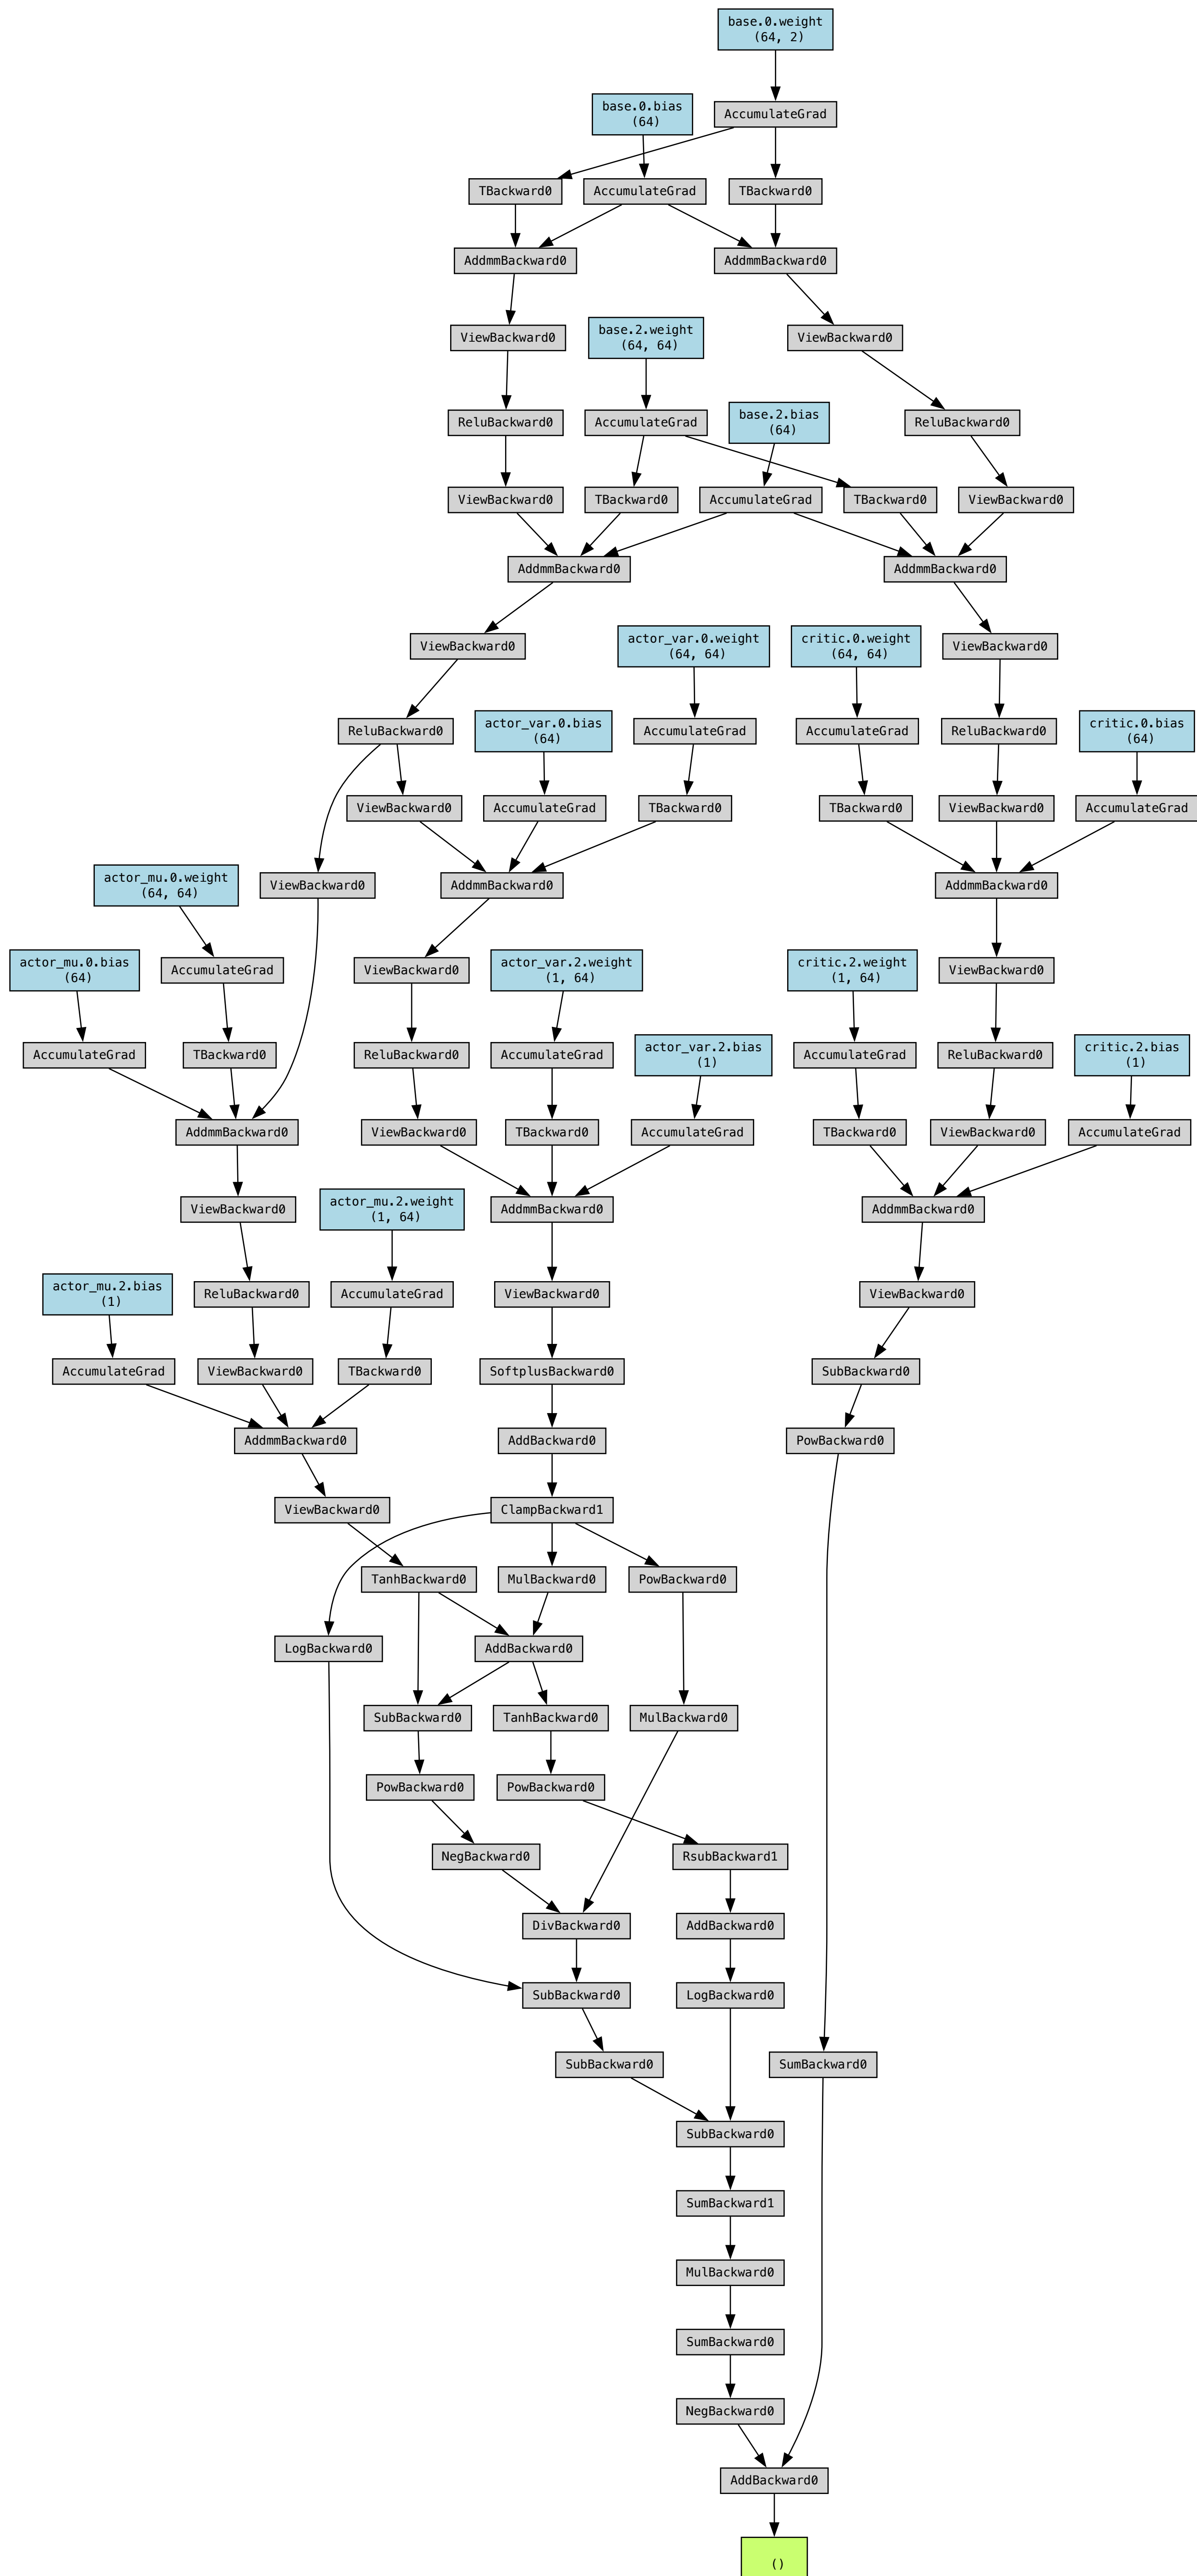 base.0.weight
(64, 2)
base.0.bias
(64)
AccumulateGrad
TBackward0
AccumulateGrad
TBackward0
AddmmBackward0
AddmmBackward0
base.2.weight
(64, 64)
ViewBackward0
ViewBackward0
base.2.bias
(64)
ReluBackward0
AccumulateGrad
ReluBackward0
ViewBackward0
TBackward0
AccumulateGrad
TBackward0
ViewBackward0
AddmmBackward0
AddmmBackward0
ViewBackward0
actor_var.0.weight
(64, 64)
critic.0.weight
(64, 64)
ViewBackward0
ReluBackward0
actor_var.0.bias
(64)
AccumulateGrad
AccumulateGrad
ReluBackward0
critic.0.bias
(64)
ViewBackward0
AccumulateGrad
TBackward0
TBackward0
ViewBackward0
AccumulateGrad
actor_mu.0.weight
(64, 64)
ViewBackward0
AddmmBackward0
AddmmBackward0
actor_mu.0.bias
(64)
AccumulateGrad
ViewBackward0
actor_var.2.weight
(1, 64)
critic.2.weight
(1, 64)
ViewBackward0
AccumulateGrad
TBackward0
ReluBackward0
AccumulateGrad
actor_var.2.bias
(1)
AccumulateGrad
ReluBackward0
critic.2.bias
(1)
AddmmBackward0
ViewBackward0
TBackward0
AccumulateGrad
TBackward0
ViewBackward0
AccumulateGrad
ViewBackward0
actor_mu.2.weight
(1, 64)
AddmmBackward0
AddmmBackward0
actor_mu.2.bias
(1)
ReluBackward0
AccumulateGrad
ViewBackward0
ViewBackward0
AccumulateGrad
ViewBackward0
TBackward0
SoftplusBackward0
SubBackward0
AddmmBackward0
AddBackward0
PowBackward0
ViewBackward0
ClampBackward1
TanhBackward0
MulBackward0
PowBackward0
LogBackward0
AddBackward0
SubBackward0
TanhBackward0
MulBackward0
PowBackward0
PowBackward0
NegBackward0
RsubBackward1
DivBackward0
AddBackward0
SubBackward0
LogBackward0
SubBackward0
SumBackward0
SubBackward0
SumBackward1
MulBackward0
SumBackward0
NegBackward0
AddBackward0
()